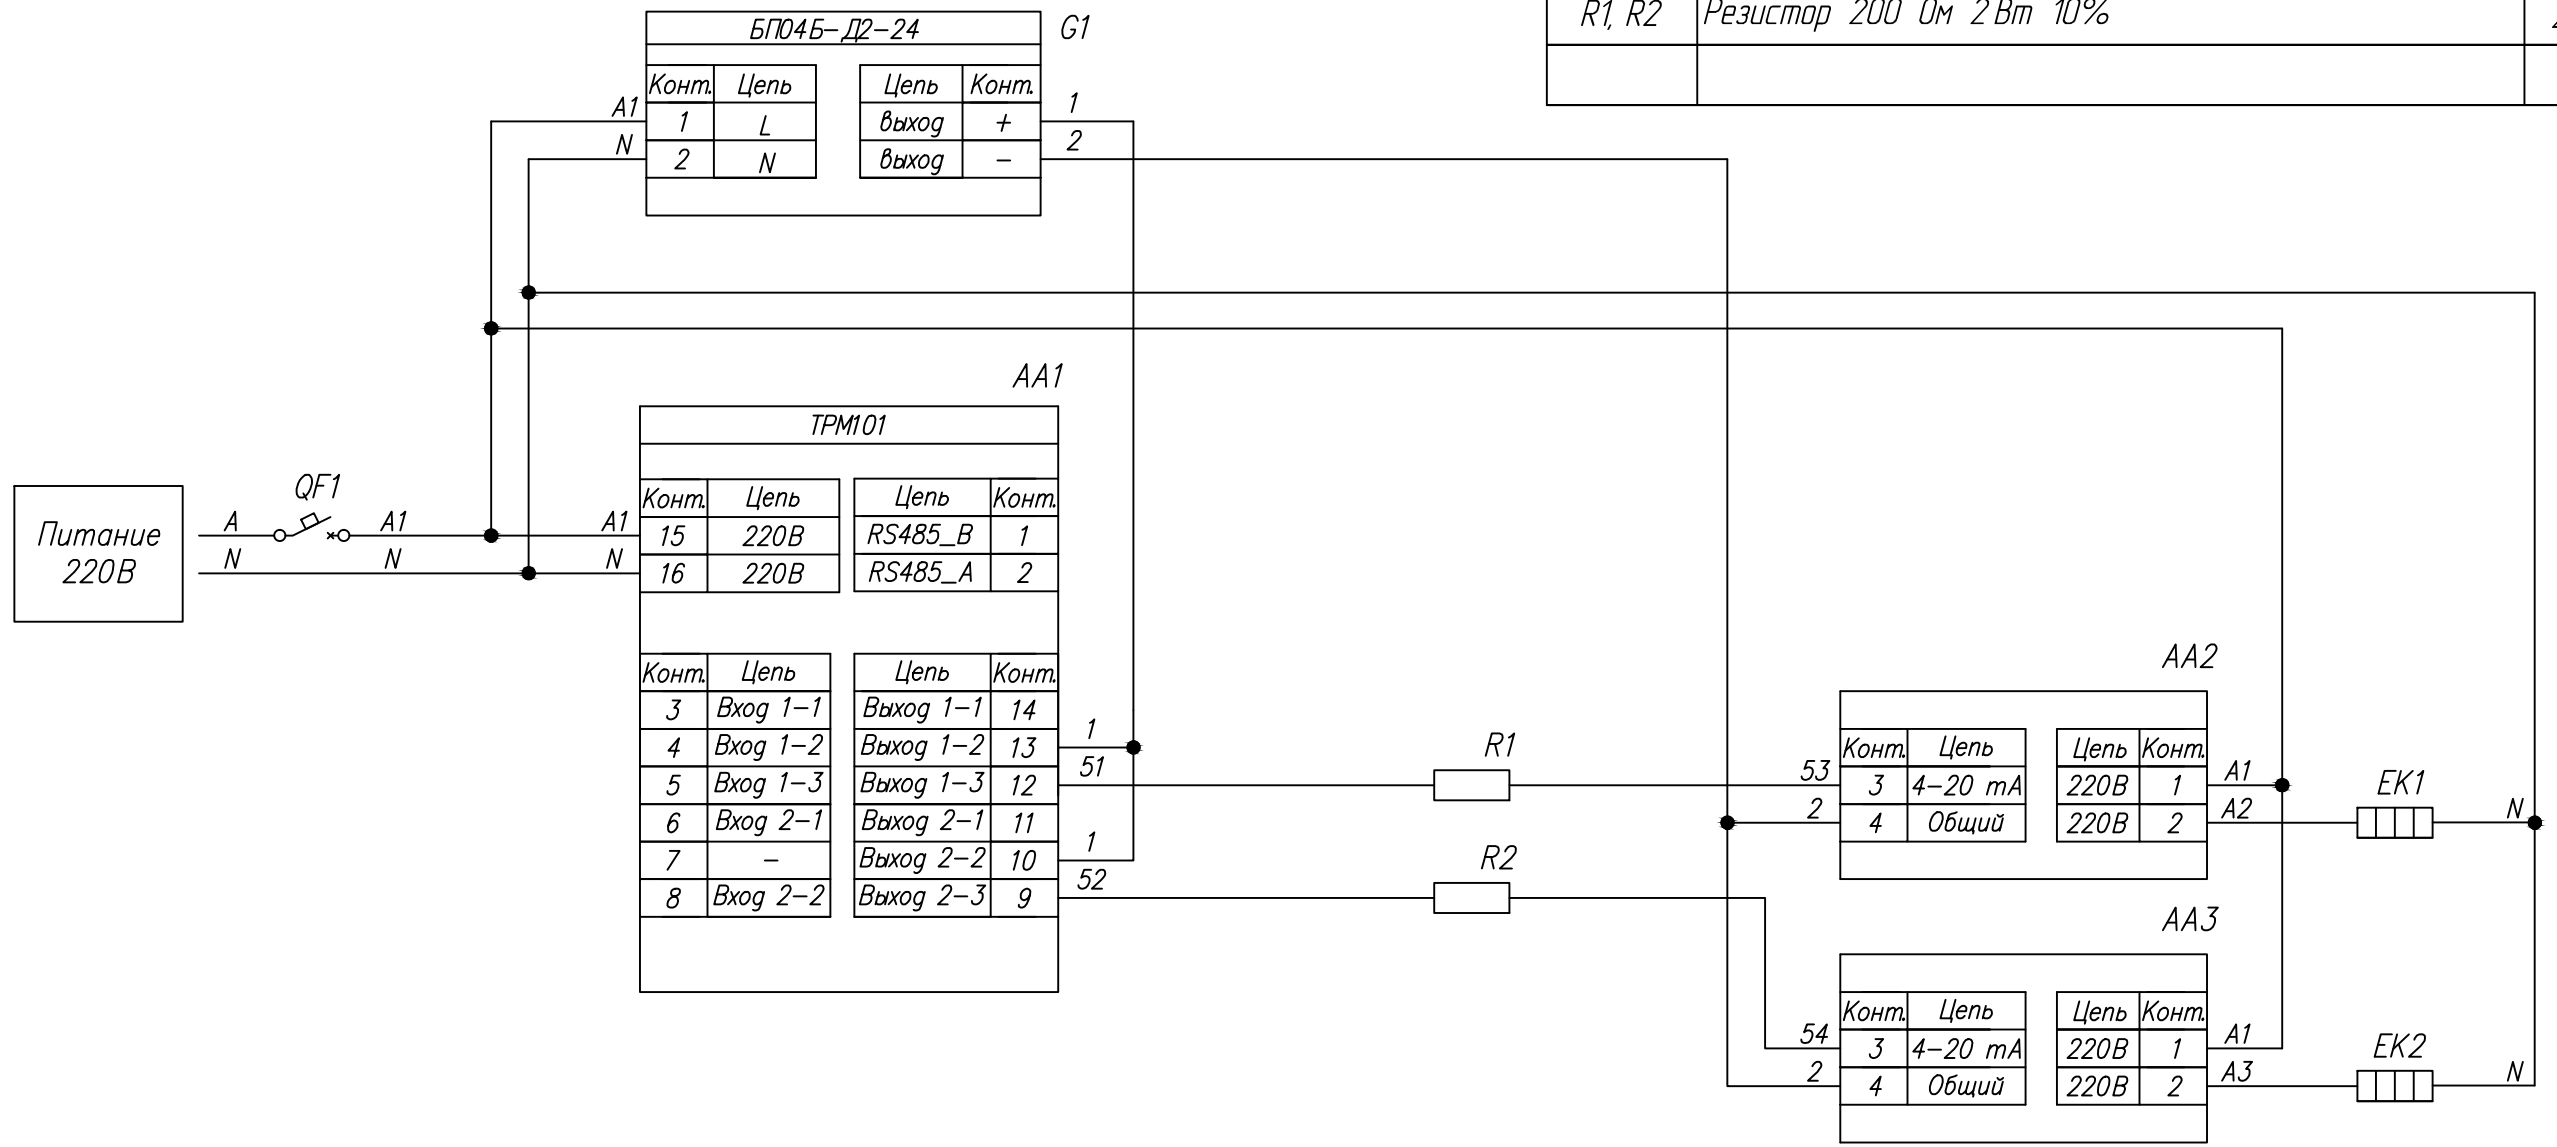 R1, R2 Резистор 200 Ом 2 Вт 10%
БП04Б-Д2-24
G1
Конт. Цепь Цепь Конт.
A1 1 L выход + 1
N 2 N выход - 2
AA1
ТРМ101
Питание
220В
QF1
A A1 A1
N N N
Конт. Цепь Цепь Конт.
15 220В RS485_B 1
16 220В RS485_A 2
Конт. Цепь Цепь Конт.
3 Вход 1-1 Выход 1-1 14
4 Вход 1-2 Выход 1-2 13 1
5 Вход 1-3 Выход 1-3 12 51
6 Вход 2-1 Выход 2-1 11
7 - Выход 2-2 10 1
8 Вход 2-2 Выход 2-3 9 52
R1
R2
AA2
Конт. Цепь Цепь Конт.
53 3 4-20 mA 220В 1 A1
2 4 Общий 220В 2 A2
EK1
N
AA3
Конт. Цепь Цепь Конт.
54 3 4-20 mA 220В 1 A1
2 4 Общий 220В 2 A3
EK2
N